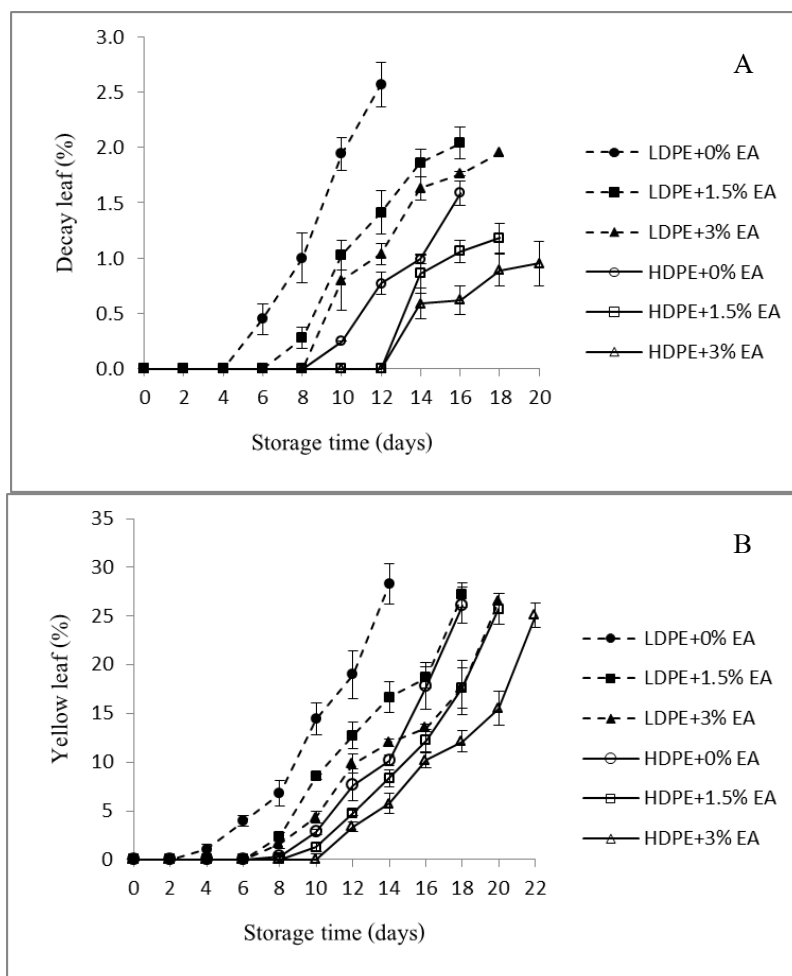 A
Decay leaf (%)
3.0
2.5
2.0
1.5
1.0
0.5
0.0
0 2 4 6 8 10 12 14 16 18 20
Storage time (days)
LDPE+0% EA
LDPE+1.5% EA
LDPE+3% EA
HDPE+0% EA
HDPE+1.5% EA
HDPE+3% EA
B
Yellow leaf (%)
35
30
25
20
15
10
5
0
0 2 4 6 8 10 12 14 16 18 20 22
Storage time (days)
LDPE+0% EA
LDPE+1.5% EA
LDPE+3% EA
HDPE+0% EA
HDPE+1.5% EA
HDPE+3% EA